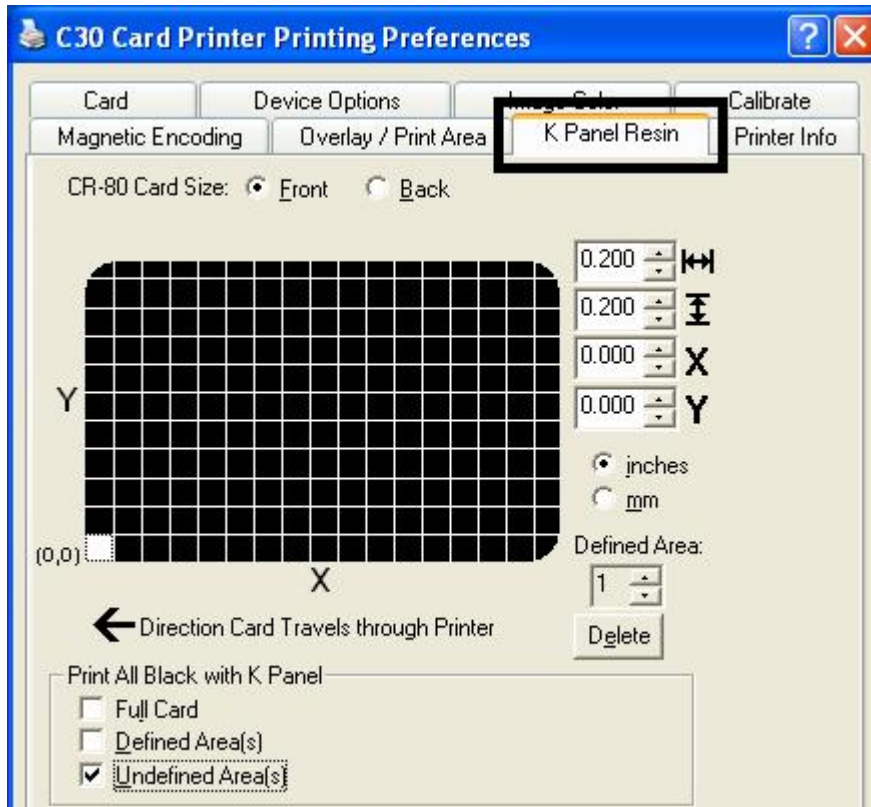 C30 Card Printer Printing Preferences
Card Device Options Calibrate
Magnetic Encoding Overlay / Print Area K Panel Resin Printer Info
CR-80 Card Size: Front Back
0.200
0.200
0.000 X
0.000 Y
Y
inches
mm
(0,0)
X
Defined Area:
1
Direction Card Travels through Printer
Delete
Print All Black with K Panel
Full Card
Defined Area(s)
Undefined Area(s)